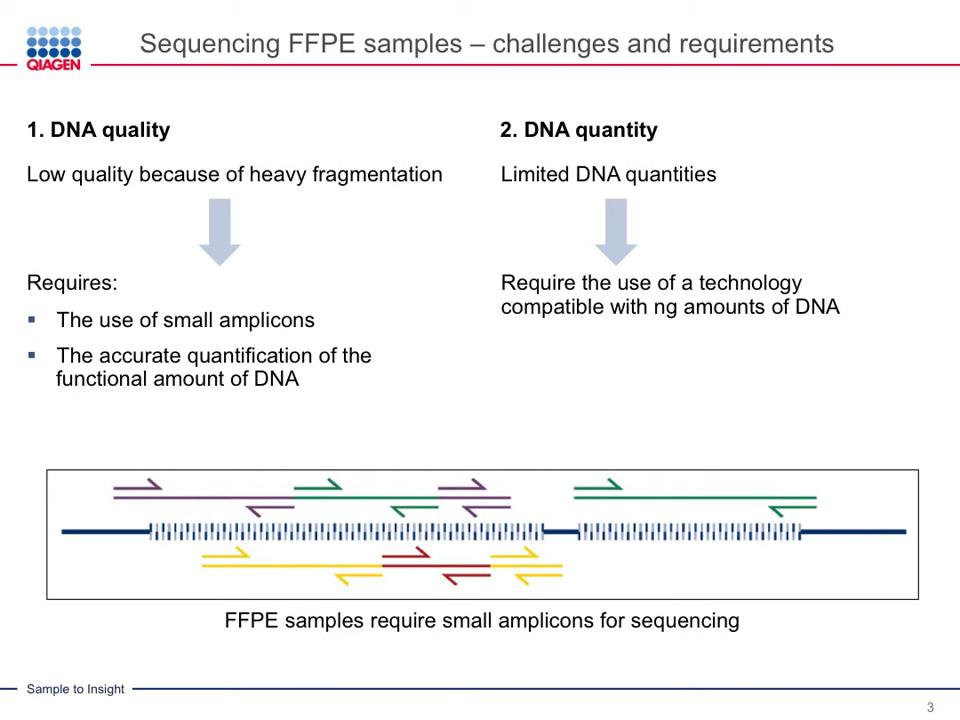 QIAGEN
Sequencing FFPE samples – challenges and requirements
1. DNA quality
Low quality because of heavy fragmentation
Requires:
▪ The use of small amplicons
▪ The accurate quantification of the
functional amount of DNA
2. DNA quantity
Limited DNA quantities
Require the use of a technology
compatible with ng amounts of DNA
FFPE samples require small amplicons for sequencing
Sample to Insight
3